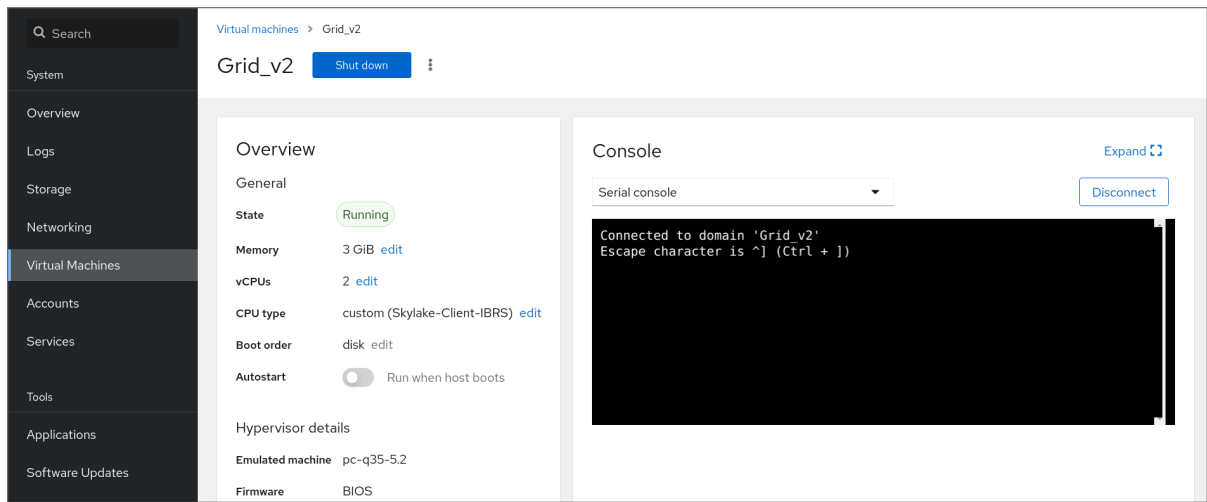 Search
System
Overview
Logs
Storage
Networking
Virtual Machines
Accounts
Services
Tools
Applications
Software Updates
Virtual machines > Grid_v2
Grid_v2 Shut down
Overview
General
State Running
Memory 3 GiB edit
vCPUs 2 edit
CPU type custom (Skylake-Client-IBRS) edit
Boot order disk edit
Autostart Run when host boots
Hypervisor details
Emulated machine pc-q35-5.2
Firmware BIOS
Console Expand
Serial console Disconnect
Connected to domain 'Grid_v2'
Escape character is ^] (Ctrl + ])